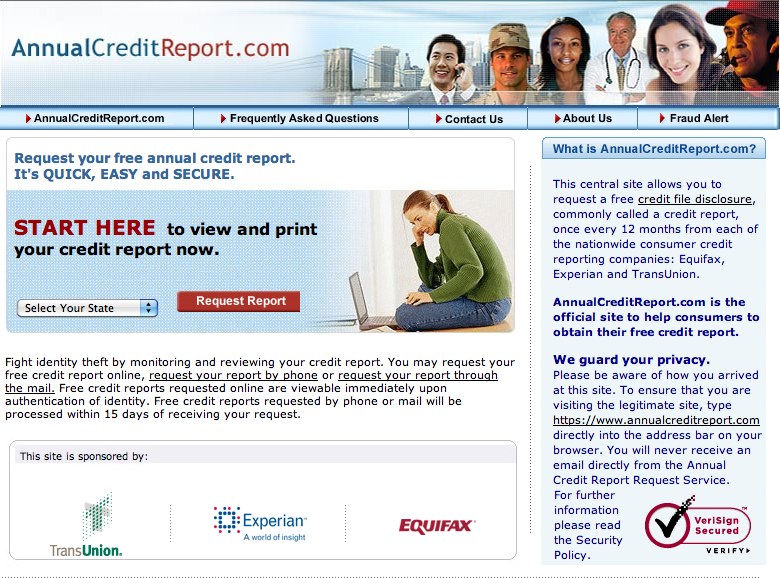 AnnualCreditReport.com
AnnualCreditReport.com
Frequently Asked Questions
Contact Us
About Us
Fraud Alert
Request your free annual credit report.
It's QUICK, EASY and SECURE.
START HERE to view and print
your credit report now.
Select Your State
Request Report
Fight identity theft by monitoring and reviewing your credit report. You may request your
free credit report online, request your report by phone or request your report through
the mail. Free credit reports requested online are viewable immediately upon
authentication of identity. Free credit reports requested by phone or mail will be
processed within 15 days of receiving your request.
This site is sponsored by:
TransUnion.
Experian™
A world of insight
EQUIFAX
What is AnnualCreditReport.com?
This central site allows you to
request a free credit file disclosure,
commonly called a credit report,
once every 12 months from each of
the nationwide consumer credit
reporting companies: Equifax,
Experian and TransUnion.
AnnualCreditReport.com is the
official site to help consumers to
obtain their free credit report.
We guard your privacy.
Please be aware of how you arrived
at this site. To ensure that you are
visiting the legitimate site, type
https://www.annualcreditreport.com
directly into the address bar on your
browser. You will never receive an
email directly from the Annual
Credit Report Request Service.
For further
information
please read
the Security
Policy.
VeriSign™
Secured
VERIFY